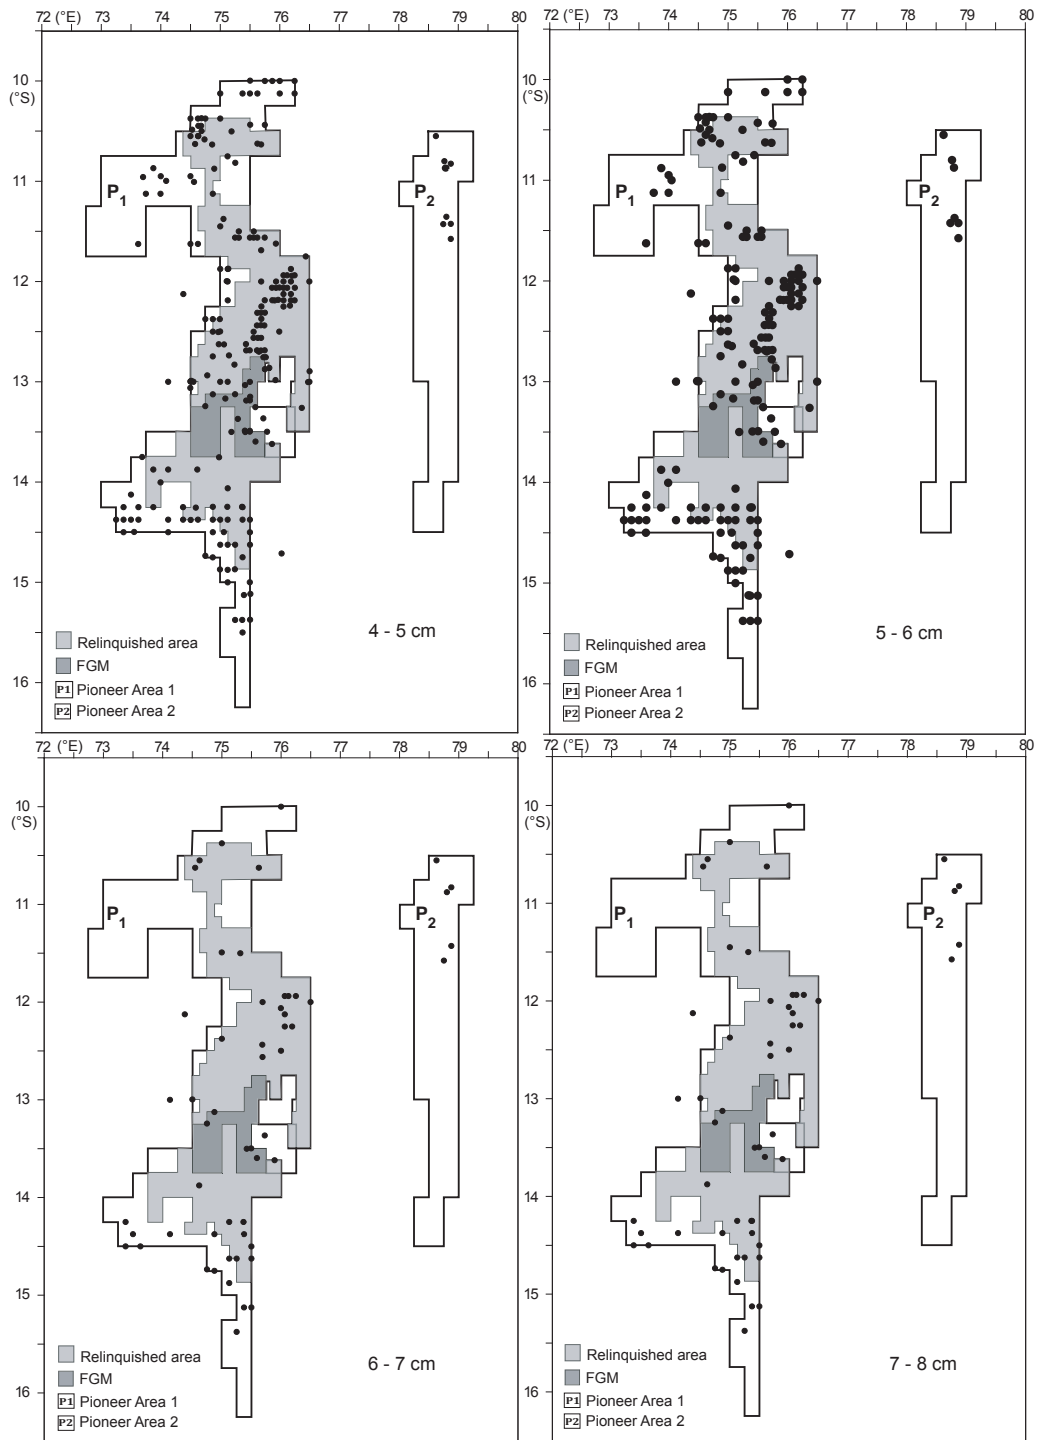 72 (°E) 73 74 75 76 77 78 79 80
10
(°S)
11
12
13
14
15
16
P1
P2
4 - 5 cm
Relinquished area
FGM
P1 Pioneer Area 1
P2 Pioneer Area 2
72 (°E) 73 74 75 76 77 78 79 80
10
(°S)
11
12
13
14
15
16
P1
P2
5 - 6 cm
Relinquished area
FGM
P1 Pioneer Area 1
P2 Pioneer Area 2
72 (°E) 73 74 75 76 77 78 79 80
10
(°S)
11
12
13
14
15
16
P1
P2
6 - 7 cm
Relinquished area
FGM
P1 Pioneer Area 1
P2 Pioneer Area 2
72 (°E) 73 74 75 76 77 78 79 80
10
(°S)
11
12
13
14
15
16
P1
P2
7 - 8 cm
Relinquished area
FGM
P1 Pioneer Area 1
P2 Pioneer Area 2